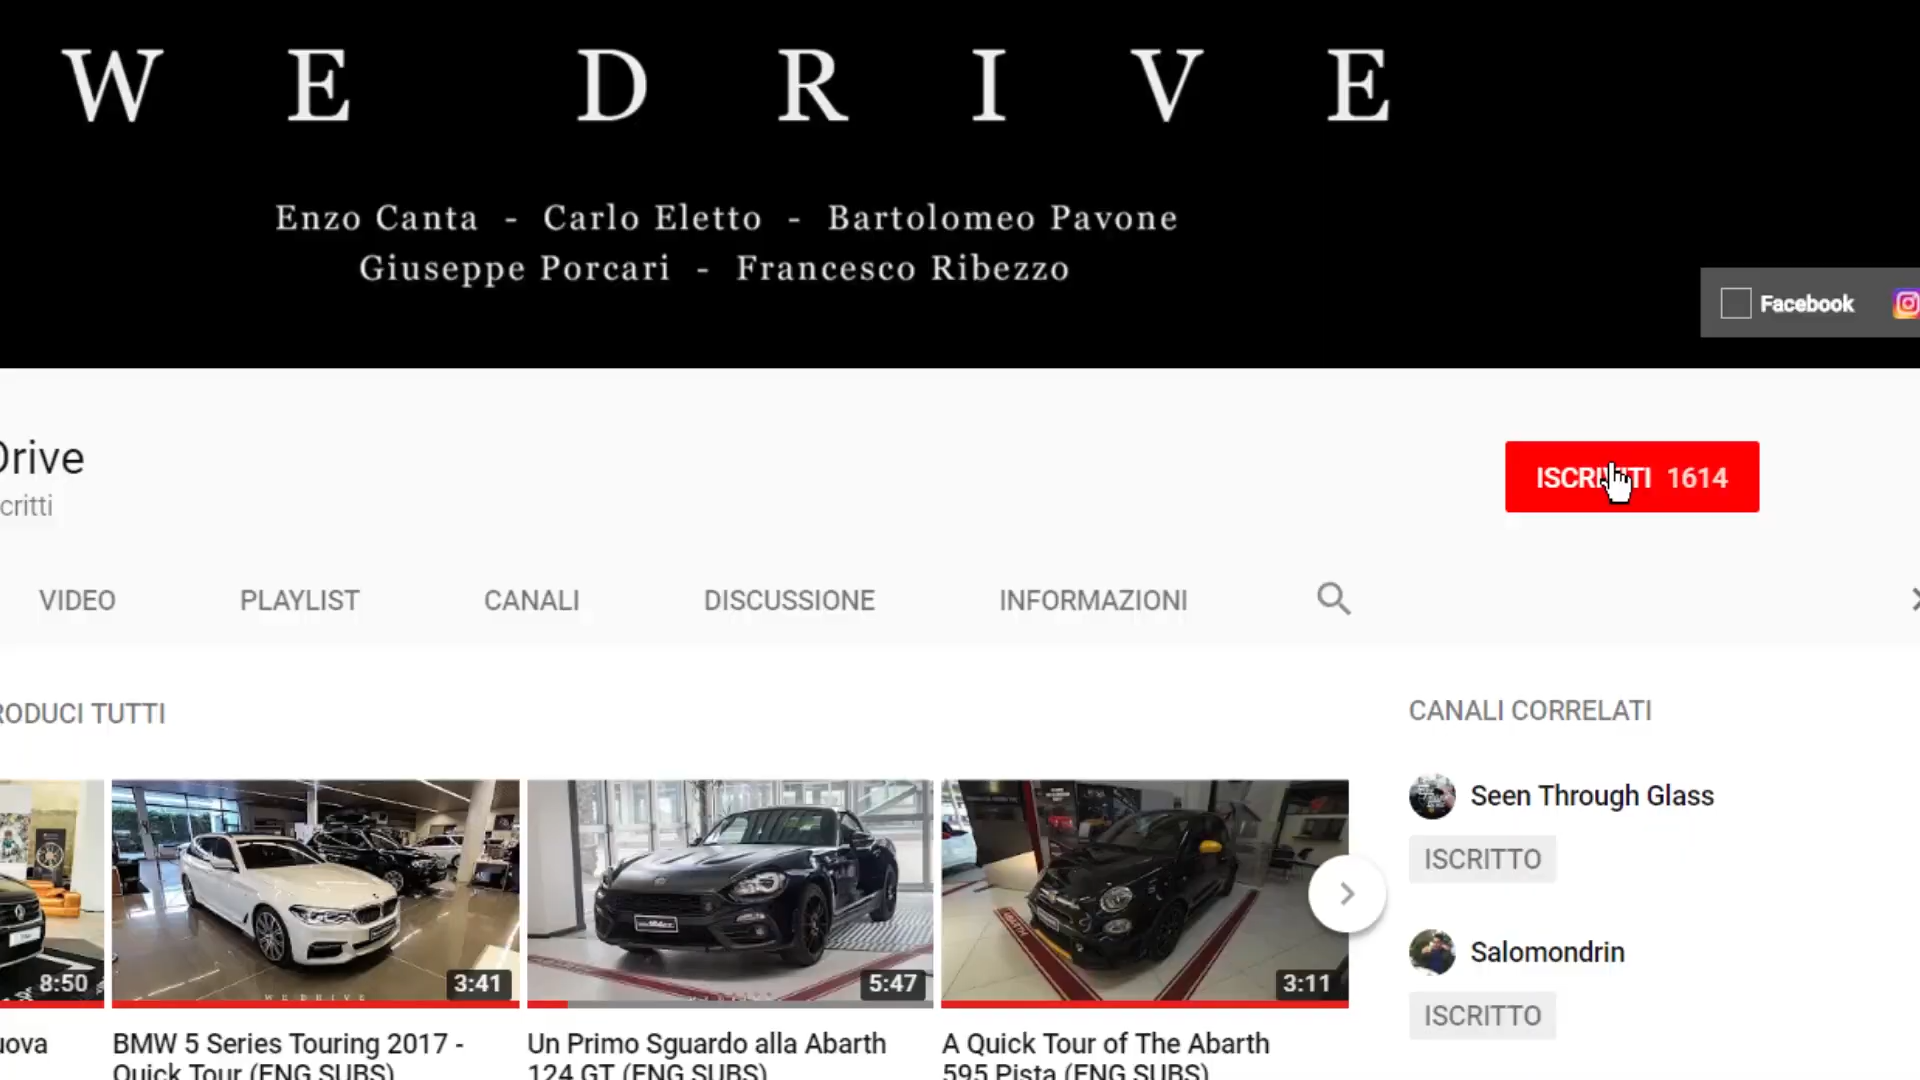 WE DRIVE
Enzo Canta - Carlo Eletto - Bartolomeo Pavone
Giuseppe Porcari - Francesco Ribezzo
Facebook
Drive
critti
1614
VIDEO PLAYLIST CANALI DISCUSSIONE INFORMAZIONI
RODUCI TUTTI
CANALI CORRELATI
Seen Through Glass
ISCRITTO
Salomondrin
ISCRITTO
8:50
3:41
5:47
3:11
uova
BMW 5 Series Touring 2017 -
Quick Tour (ENG SUBS)
Un Primo Sguardo alla Abarth
124 GT (ENG SUBS)
A Quick Tour of The Abarth
595 Pista (ENG SUBS)